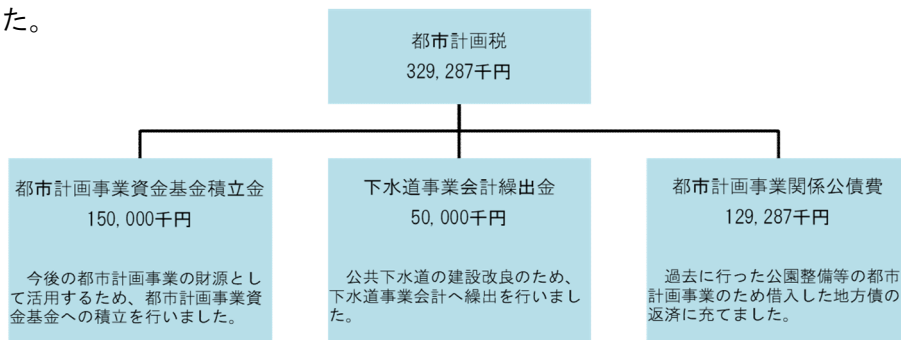 た。
都市計画税
329,287千円
都市計画事業資金基金積立金
150,000千円
今後の都市計画事業の財源とし
て活用するため、都市計画事業資
金基金への積立を行いました。
下水道事業会計繰出金
50,000千円
公共下水道の建設改良のため、
下水道事業会計へ繰出を行いまし
た。
都市計画事業関係公債費
129,287千円
過去に行った公園整備等の都市
計画事業のため借入した地方債の
返済に充てました。